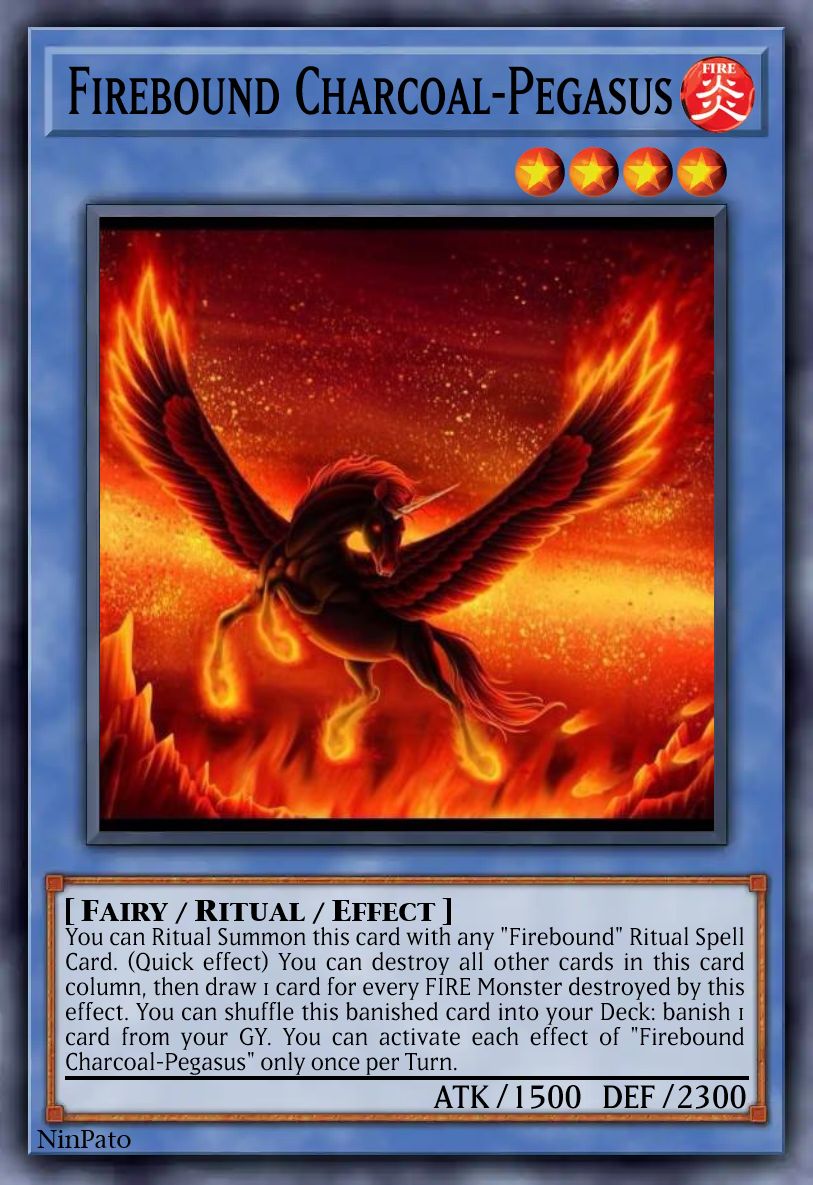 Firebound Charcoal-Pegasus
FIRE
炎
[ Fairy / Ritual / Effect ]
You can Ritual Summon this card with any "Firebound" Ritual Spell
Card. (Quick effect) You can destroy all other cards in this card
column, then draw 1 card for every FIRE Monster destroyed by this
effect. You can shuffle this banished card into your Deck: banish 1
card from your GY. You can activate each effect of "Firebound
Charcoal-Pegasus" only once per Turn.
ATK / 1500 DEF / 2300
NinPato